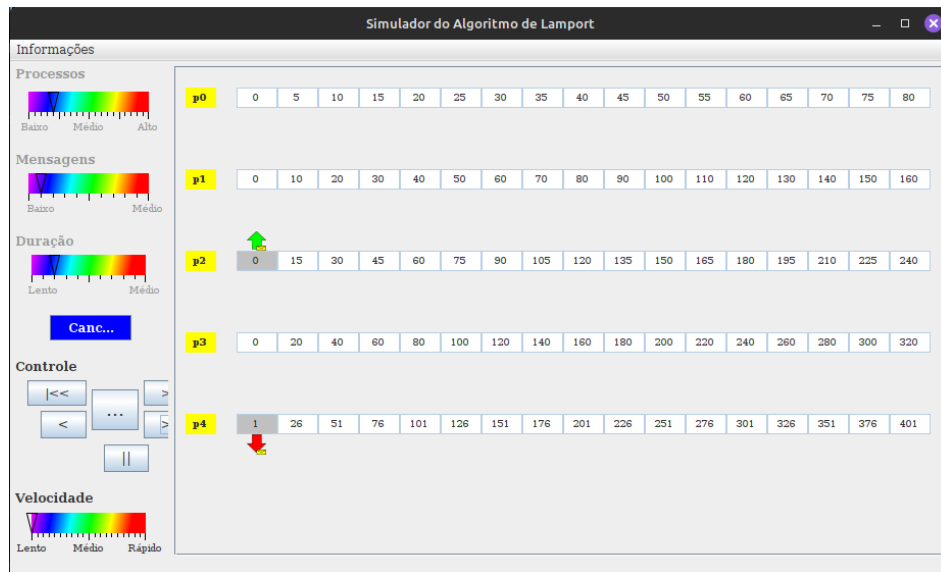 Simulador do Algoritmo de Lamport
Informações
Processos
Baixo Médio Alto
Mensagens
Baixo Médio
Duração
Lento Médio
Canc...
Controle
|<< ... >
< >
||
Velocidade
Lento Médio Rápido
p0 0 5 10 15 20 25 30 35 40 45 50 55 60 65 70 75 80
p1 0 10 20 30 40 50 60 70 80 90 100 110 120 130 140 150 160
p2 0 15 30 45 60 75 90 105 120 135 150 165 180 195 210 225 240
p3 0 20 40 60 80 100 120 140 160 180 200 220 240 260 280 300 320
p4 1 26 51 76 101 126 151 176 201 226 251 276 301 326 351 376 401